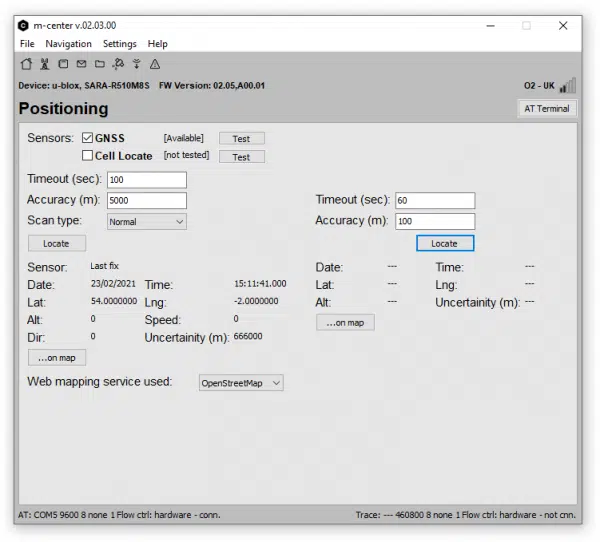 m-center v.02.03.00
File Navigation Settings Help
Device: u-blox, SARA-R510M8S FW Version: 02.05,A00.01 O2 - UK
Positioning AT Terminal
Sensors: GNSS [Available] Test
Cell Locate [not tested] Test
Timeout (sec): 100
Accuracy (m): 5000
Scan type: Normal
Locate
Timeout (sec): 60
Accuracy (m): 100
Locate
Sensor: Last fix
Date: 23/02/2021 Time: 15:11:41.000
Lat: 54.0000000 Lng: -2.0000000
Alt: 0 Speed: 0
Dir: 0 Uncertainity (m): 666000
...on map
Date: --- Time: ---
Lat: --- Lng: ---
Alt: --- Uncertainity (m): ---
...on map
Web mapping service used: OpenStreetMap
AT: COM5 9600 8 none 1 Flow ctrl: hardware - conn. Trace: --- 460800 8 none 1 Flow ctrl: hardware - not cnn.